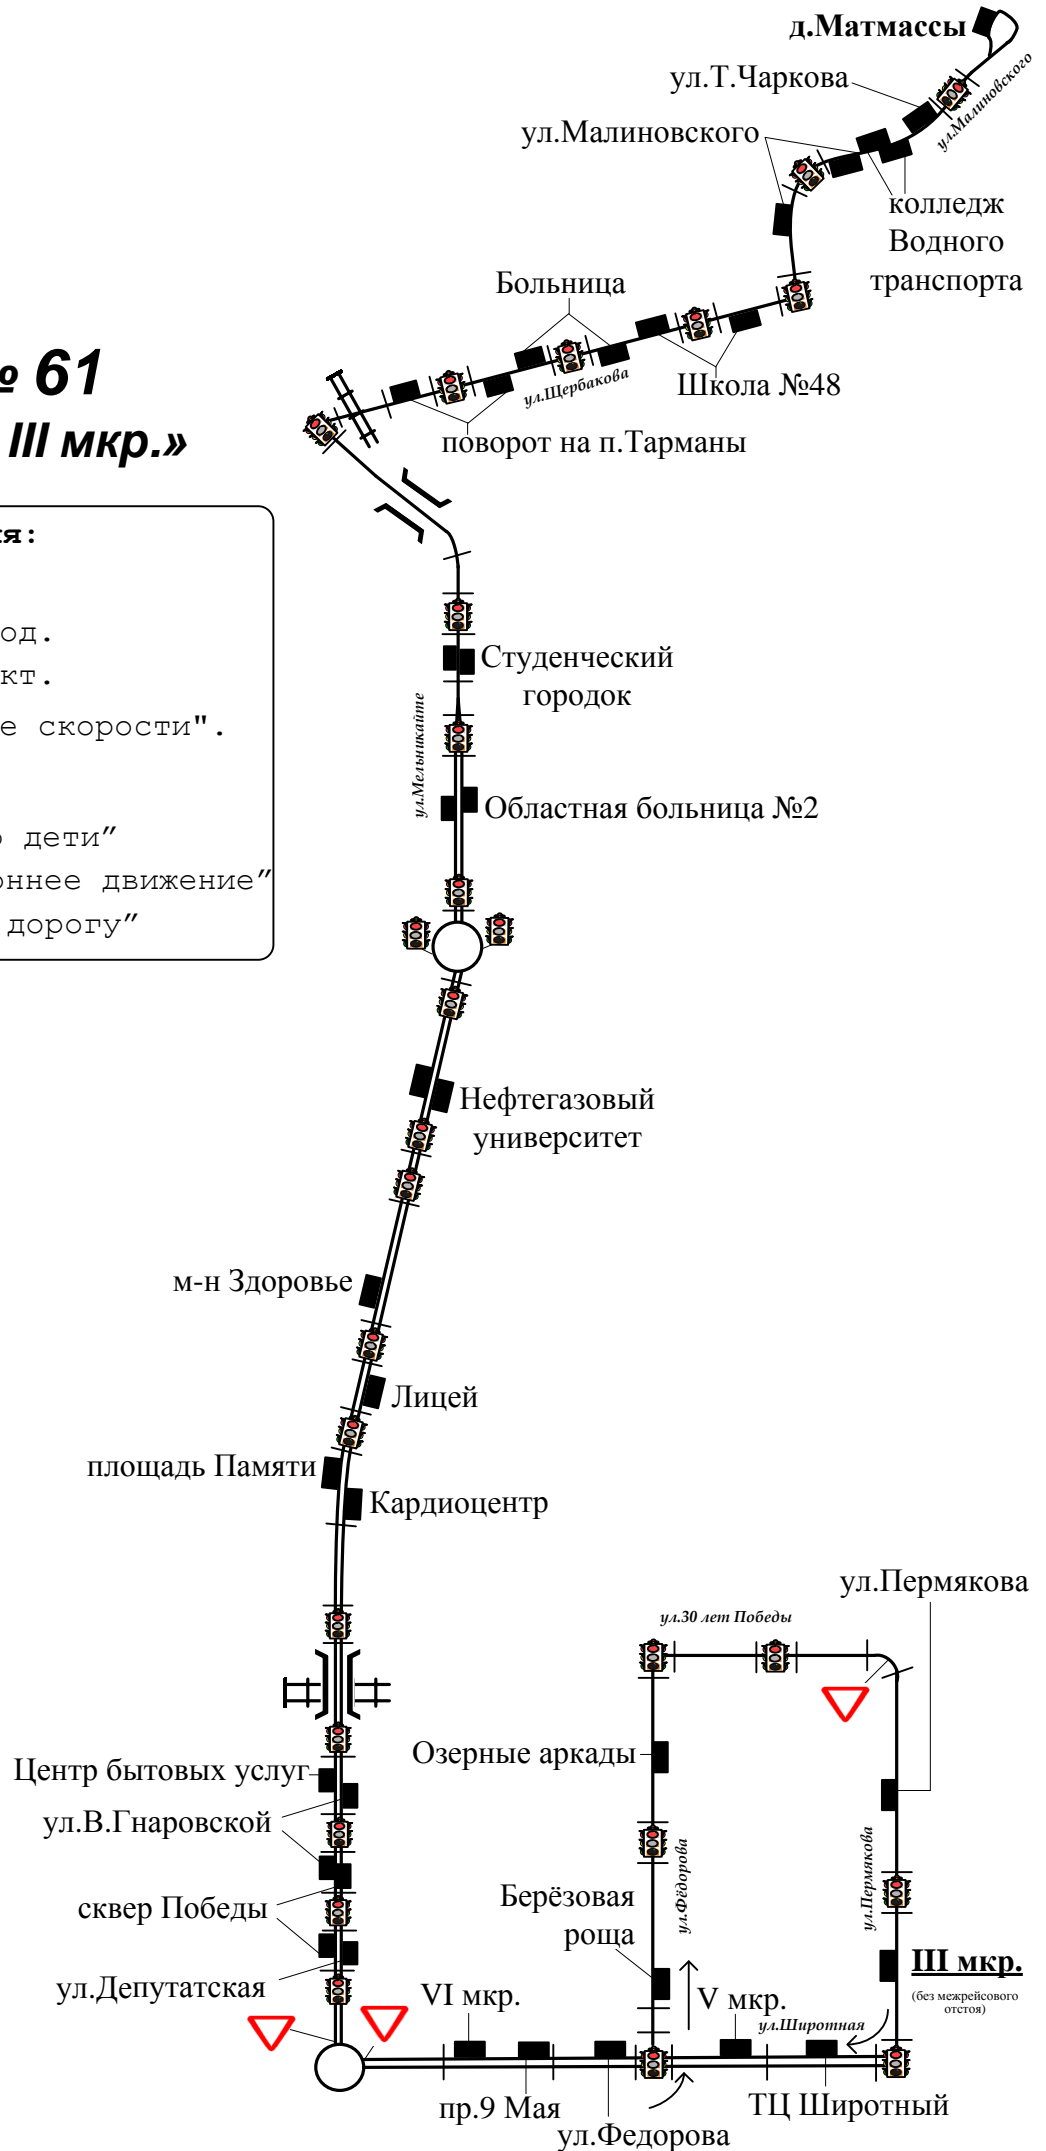 д.Матмассы
ул.Малиновского
ул.Т.Чаркова
ул.Малиновского
колледж
Водного
транспорта
Больница
Школа №48
ул.Щербакова
поворот на п.Тарманы
№ 61
III мкр.»
ия:
од.
кт.
е скорости".
о дети”
оннее движение”
дорогу”
Студенческий
городок
ул.Мельникайте
Областная больница №2
Нефтегазовый
университет
м-н Здоровье
Лицей
площадь Памяти
Кардиоцентр
ул.Пермякова
ул.30 лет Победы
Центр бытовых услуг
Озерные аркады
ул.В.Гнаровской
ул.Фёдорова
ул.Пермякова
Берёзовая
роща
сквер Победы
ул.Депутатская
III мкр.
(без межрейсового
отстоя)
VI мкр.
V мкр.
ул.Широтная
пр.9 Мая
ул.Федорова
ТЦ Широтный